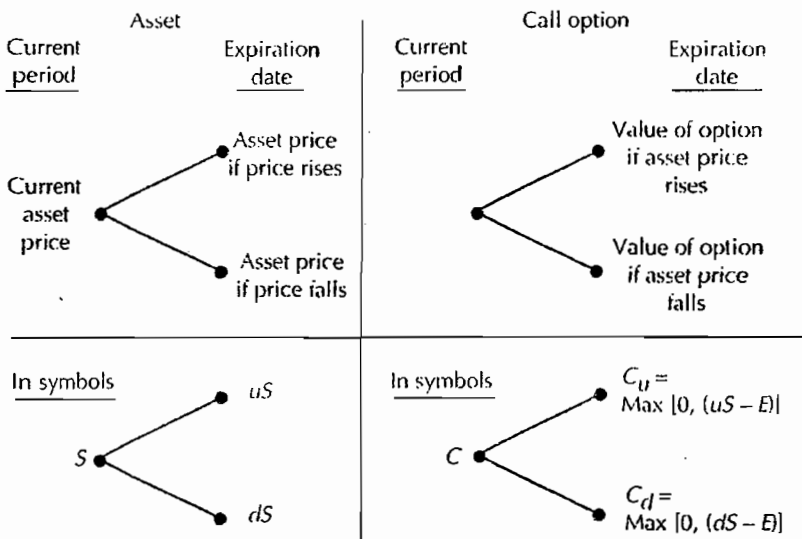 Asset
Current
period
Expiration
date
Asset price
if price rises
Current
asset
price
Asset price
if price falls
Call option
Current
period
Expiration
date
Value of option
if asset price
rises
Value of option
if asset price
falls
In symbols
uS
S
dS
In symbols
C_u =
Max [0, (uS – E)]
C
C_d =
Max [0, (dS – E)]